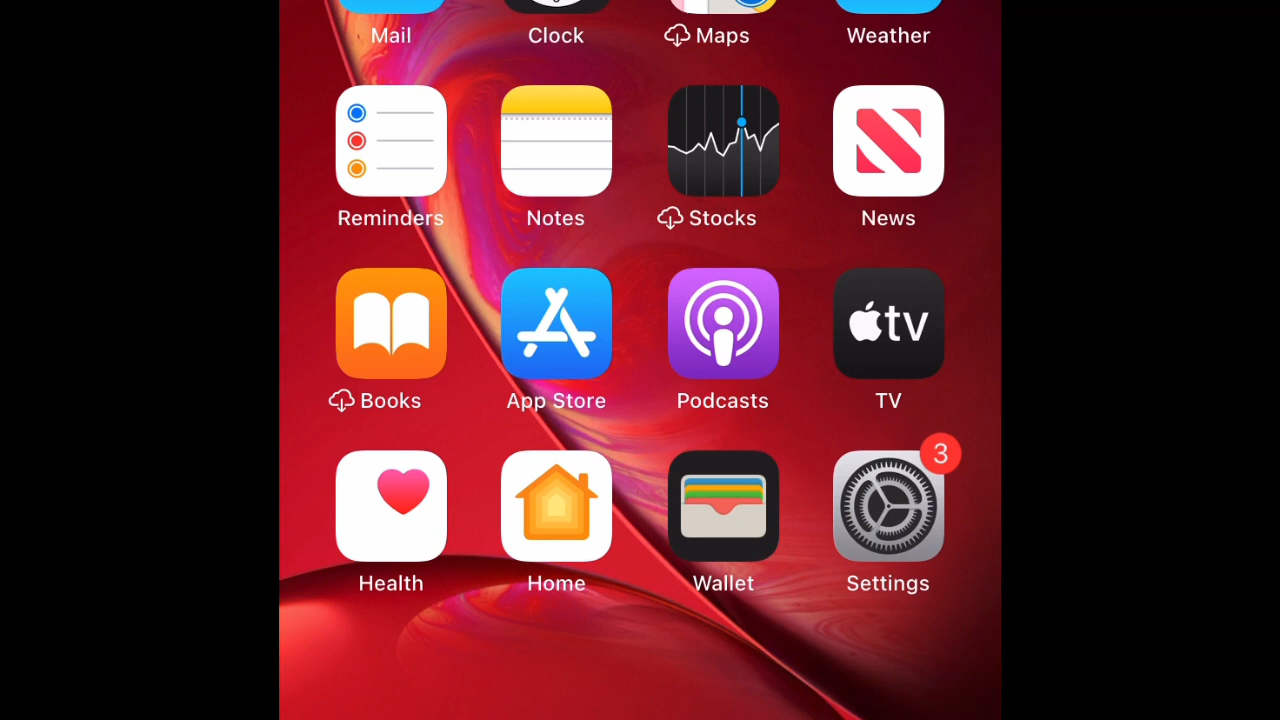 Mail Clock Maps Weather
Reminders Notes Stocks News
tv
Books App Store Podcasts TV
3
Health Home Wallet Settings